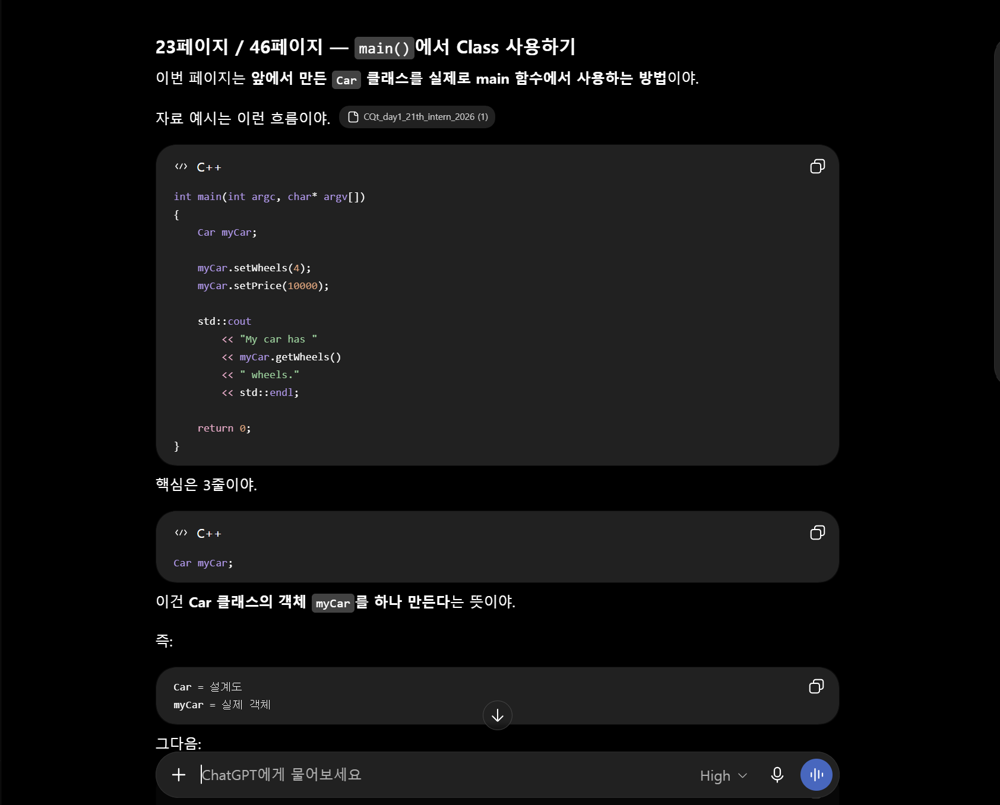 23페이지 / 46페이지 — main()에서 Class 사용하기
이번 페이지는 앞에서 만든 Car 클래스를 실제로 main 함수에서 사용하는 방법이야.
자료 예시는 이런 흐름이야. CQt_day1_21th_intern_2026 (1)
C++
int main(int argc, char* argv[])
{
    Car myCar;
    myCar.setWheels(4);
    myCar.setPrice(10000);
    std::cout
        << "My car has "
        << myCar.getWheels()
        << " wheels."
        << std::endl;
    return 0;
}
핵심은 3줄이야.
C++
Car myCar;
이건 Car 클래스의 객체 myCar를 하나 만든다는 뜻이야.
즉:
Car = 설계도
myCar = 실제 객체
그다음:
ChatGPT에게 물어보세요 High